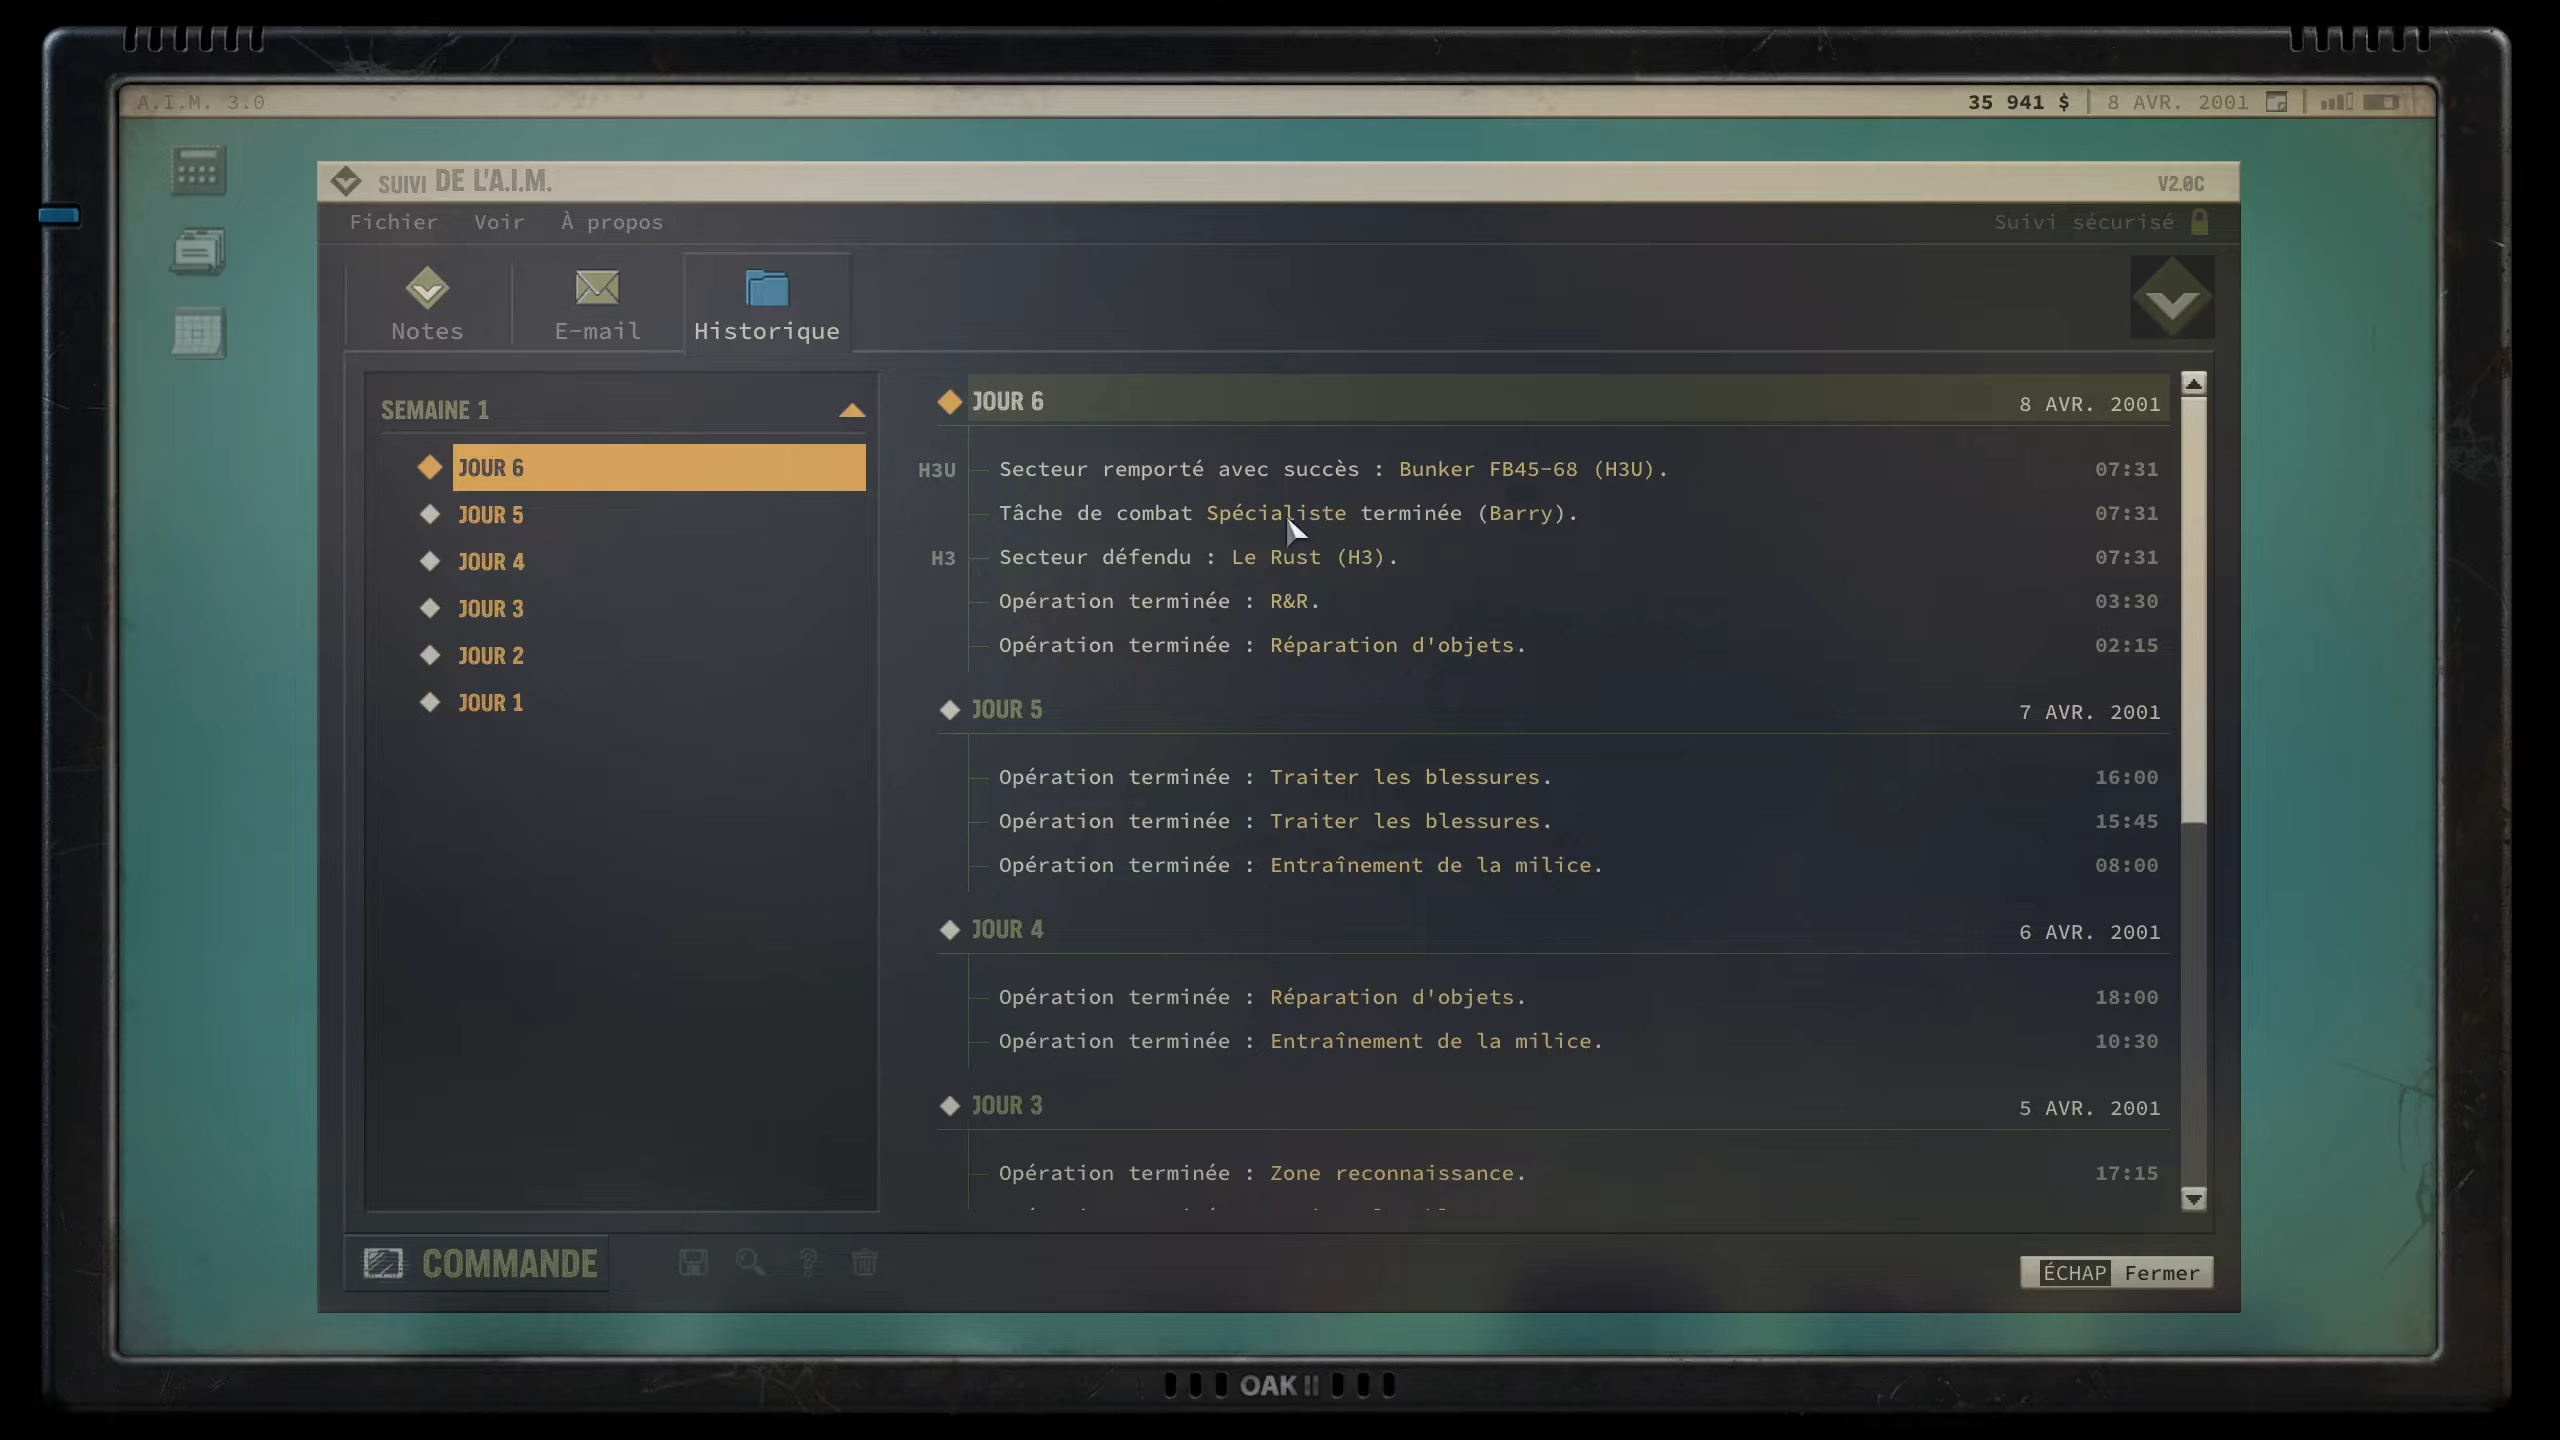 A.I.M. 3.0
35 941 $ 8 AVR. 2001
SUIVI DE L'A.I.M.
V2.0C
Fichier Voir À propos
Suivi sécurisé
Notes E-mail Historique
SEMAINE 1
JOUR 6
JOUR 5
JOUR 4
JOUR 3
JOUR 2
JOUR 1
JOUR 6 8 AVR. 2001
H3U Secteur remporté avec succès : Bunker FB45-68 (H3U). 07:31
Tâche de combat Spécialiste terminée (Barry). 07:31
H3 Secteur défendu : Le Rust (H3). 07:31
Opération terminée : R&R. 03:30
Opération terminée : Réparation d'objets. 02:15
JOUR 5 7 AVR. 2001
Opération terminée : Traiter les blessures. 16:00
Opération terminée : Traiter les blessures. 15:45
Opération terminée : Entraînement de la milice. 08:00
JOUR 4 6 AVR. 2001
Opération terminée : Réparation d'objets. 18:00
Opération terminée : Entraînement de la milice. 10:30
JOUR 3 5 AVR. 2001
Opération terminée : Zone reconnaissance. 17:15
COMMANDE
ÉCHAP Fermer
OAK II